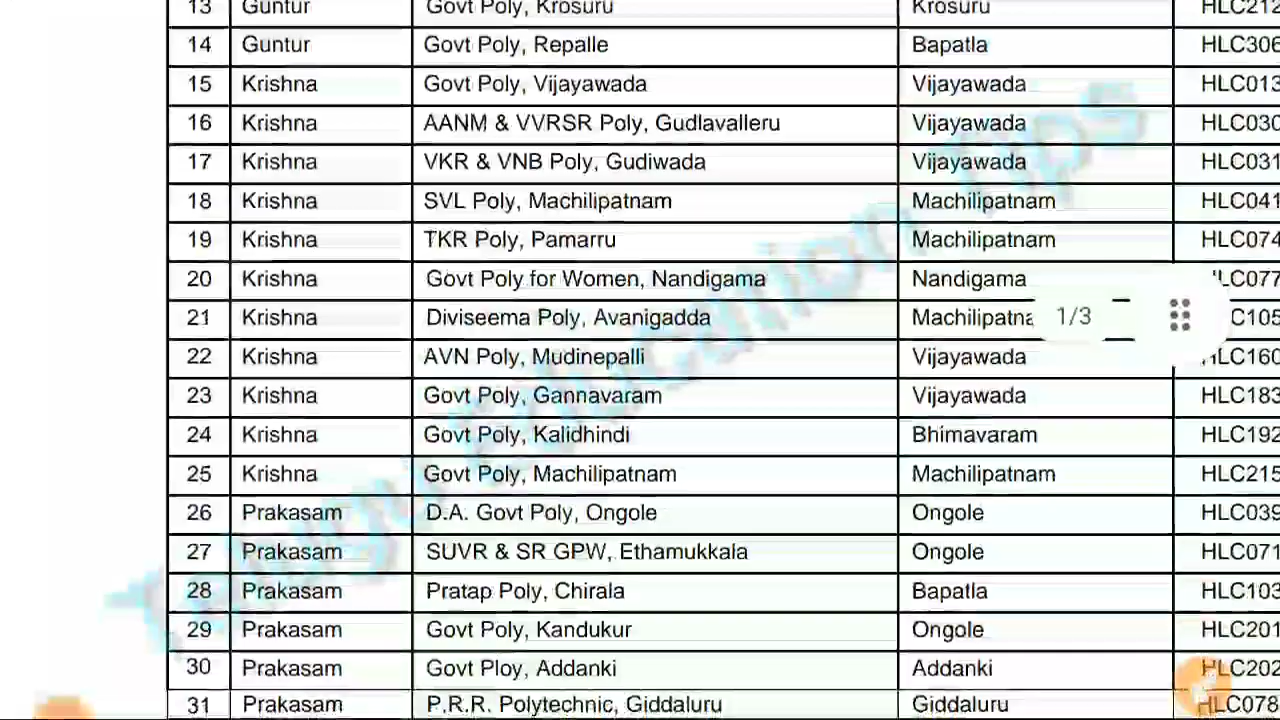 13 Guntur Govt Poly, Krosuru Krosuru HLC212
14 Guntur Govt Poly, Repalle Bapatla HLC306
15 Krishna Govt Poly, Vijayawada Vijayawada HLC013
16 Krishna AANM & VVRSR Poly, Gudlavalleru Vijayawada HLC030
17 Krishna VKR & VNB Poly, Gudiwada Vijayawada HLC031
18 Krishna SVL Poly, Machilipatnam Machilipatnam HLC041
19 Krishna TKR Poly, Pamarru Machilipatnam HLC074
20 Krishna Govt Poly for Women, Nandigama Nandigama LC077
21 Krishna Diviseema Poly, Avanigadda Machilipatna 1/3 C105
22 Krishna AVN Poly, Mudinepalli Vijayawada LC160
23 Krishna Govt Poly, Gannavaram Vijayawada HLC183
24 Krishna Govt Poly, Kalidhindi Bhimavaram HLC192
25 Krishna Govt Poly, Machilipatnam Machilipatnam HLC215
26 Prakasam D.A. Govt Poly, Ongole Ongole HLC039
27 Prakasam SUVR & SR GPW, Ethamukkala Ongole HLC071
28 Prakasam Pratap Poly, Chirala Bapatla HLC103
29 Prakasam Govt Poly, Kandukur Ongole HLC201
30 Prakasam Govt Ploy, Addanki Addanki HLC202
31 Prakasam P.R.R. Polytechnic, Giddaluru Giddaluru HLC078
Telugu Education Tips